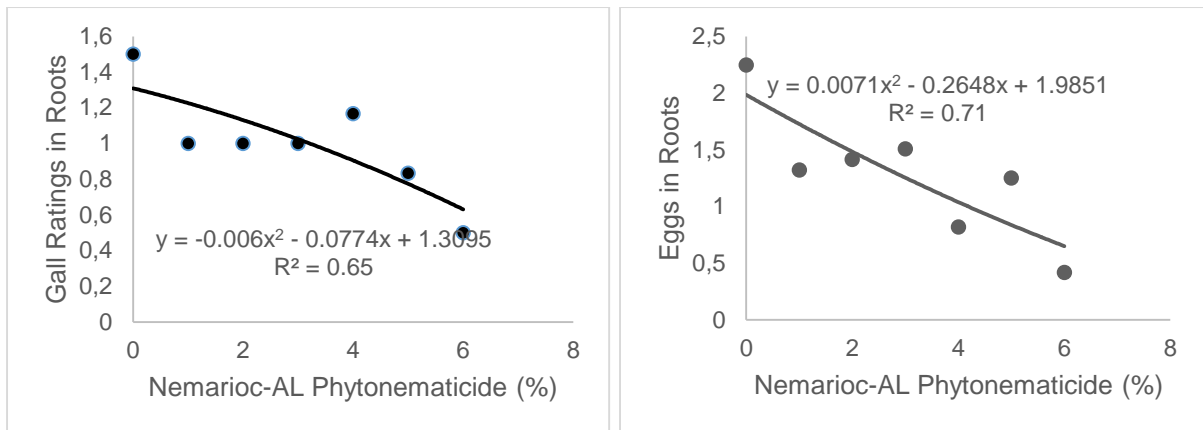 1,6
1,4
1,2
1
0,8
0,6
0,4
0,2
0
Gall Ratings in Roots
y = -0.006x² - 0.0774x + 1.3095
R² = 0.65
0 2 4 6 8
Nemarioc-AL Phytonematicide (%)
2,5
2
1,5
1
0,5
0
Eggs in Roots
y = 0.0071x² - 0.2648x + 1.9851
R² = 0.71
0 2 4 6 8
Nemarioc-AL Phytonematicide (%)